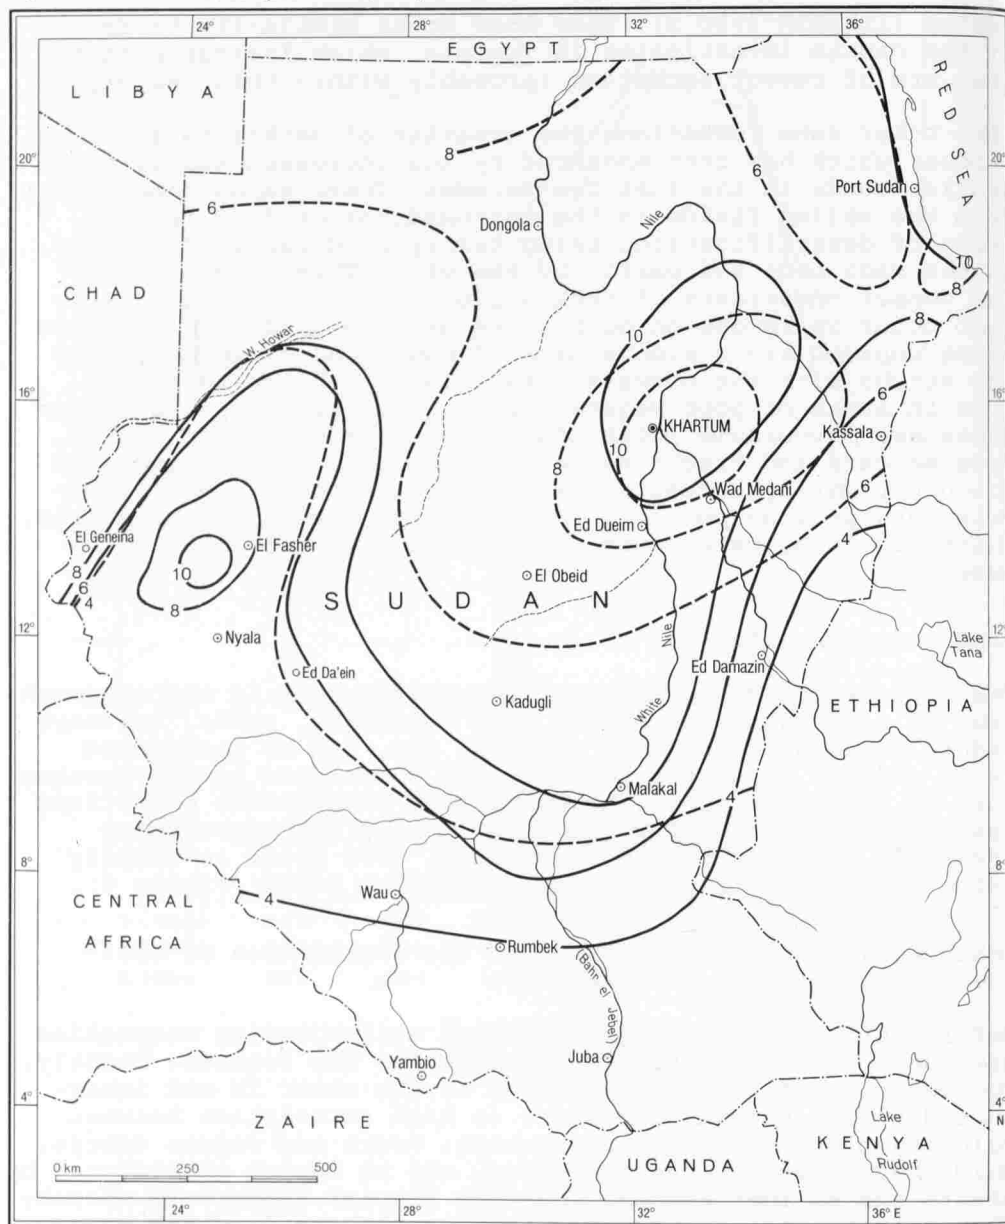 24°
28°
32°
36°
EGYPT
LIBYA
RED SEA
8
6
20°
20°
Port Sudan
6
Dongola
Nile
10
8
CHAD
W. Howar
8
10
16°
6
16°
KHARTUM
Kassala
10
8
6
Wad Medani
El Geneina
El Fasher
Ed Dueim
4
10
El Obeid
8
6
4
8
SUDAN
12°
Nyala
Nile
12°
Lake
Tana
Ed Da'ein
Ed Damazin
Kadugli
White
ETHIOPIA
Malakal
4
8°
8°
Wau
CENTRAL
AFRICA
4
Rumbek
(Bahr el Jebel)
Juba
Yambio
4°
4°
N
ZAIRE
Lake
Rudolf
KENYA
UGANDA
0 km
250
500
24°
28°
32°
36° E